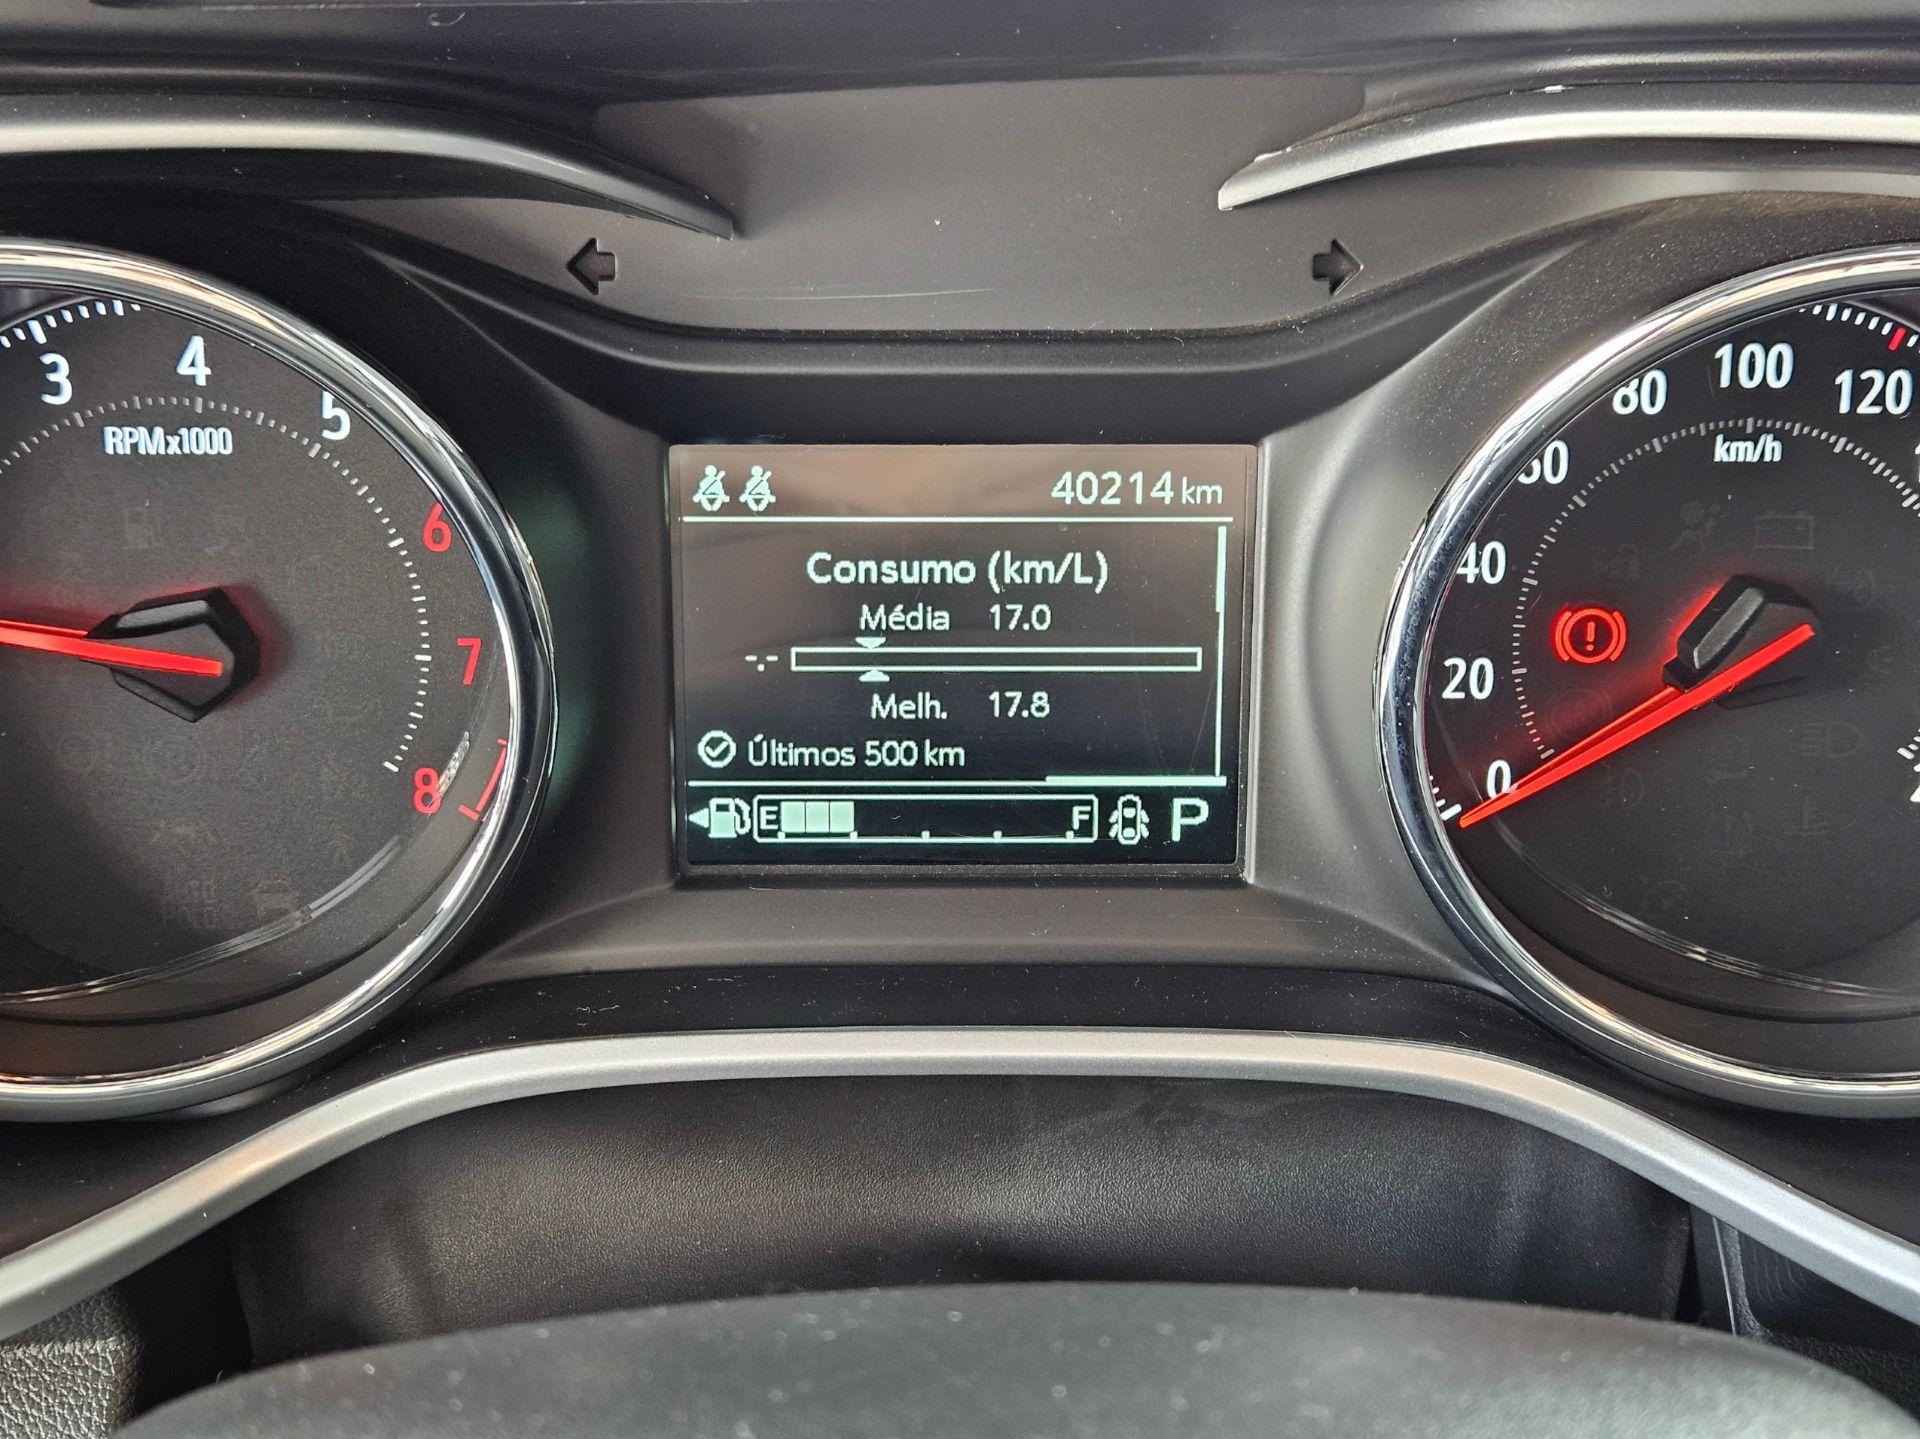 3
4
5
6
7
8
RPMx1000
40214 km
Consumo (km/L)
Média 17.0
-.-
Melh. 17.8
Últimos 500 km
E F P
0
20
40
60
80
100
120
km/h